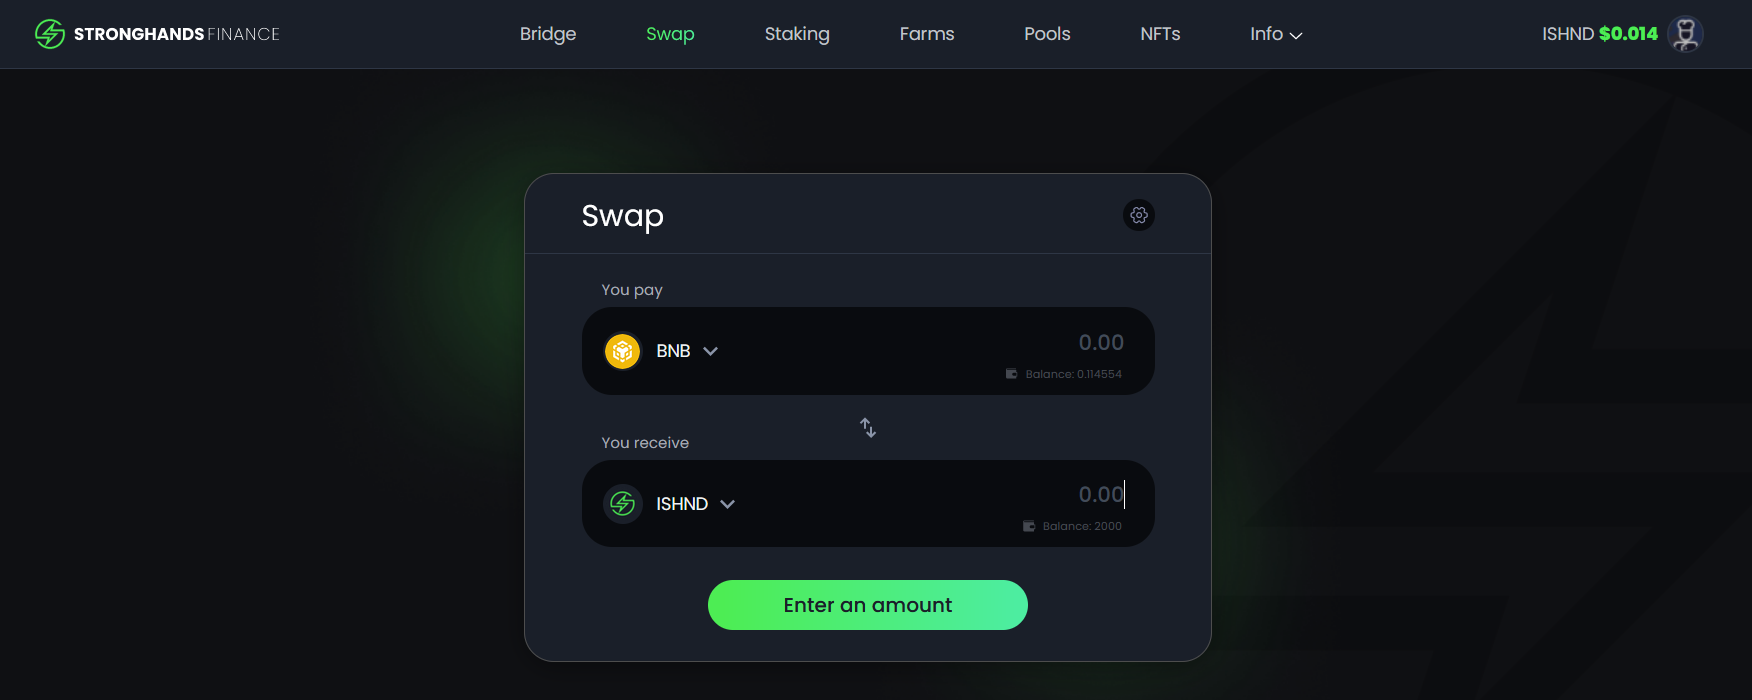 STRONGHANDS FINANCE
Bridge
Swap
Staking
Farms
Pools
NFTs
Info
ISHND $0.014
Swap
You pay
BNB
0.00
Balance: 0.114554
You receive
ISHND
0.00
Balance: 2000
Enter an amount